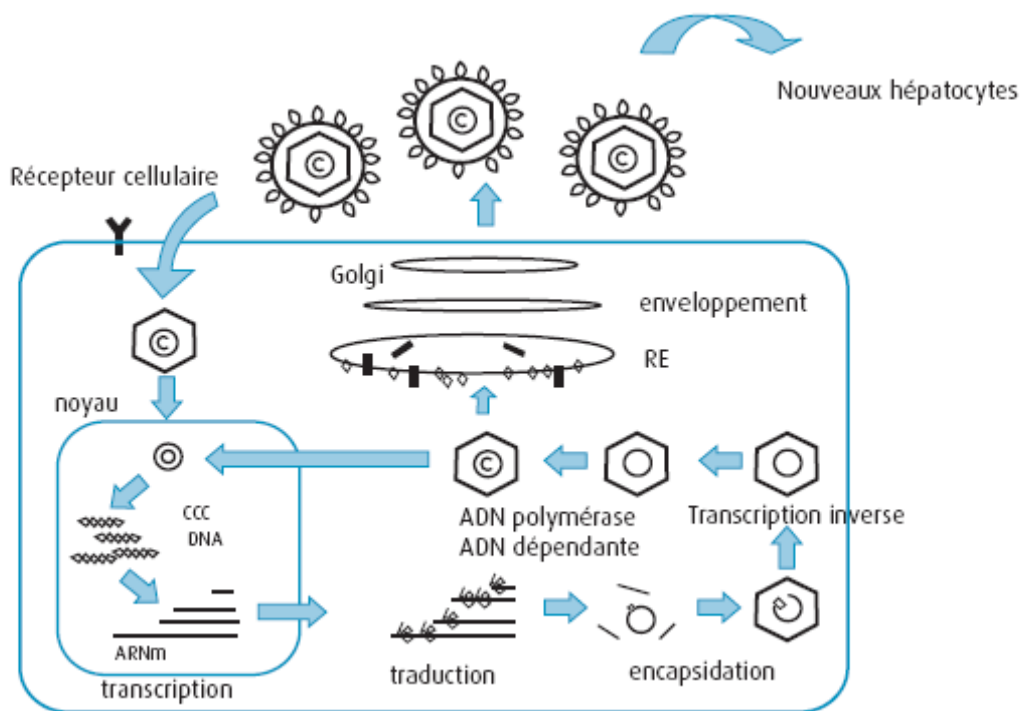 Nouveaux hépatocytes
Récepteur cellulaire
Golgi
enveloppement
RE
C
C
C
C
noyau
C
CCC
DNA
ADN polymérase
ADN dépendante
Transcription inverse
ARNm
transcription
traduction
encapsidation